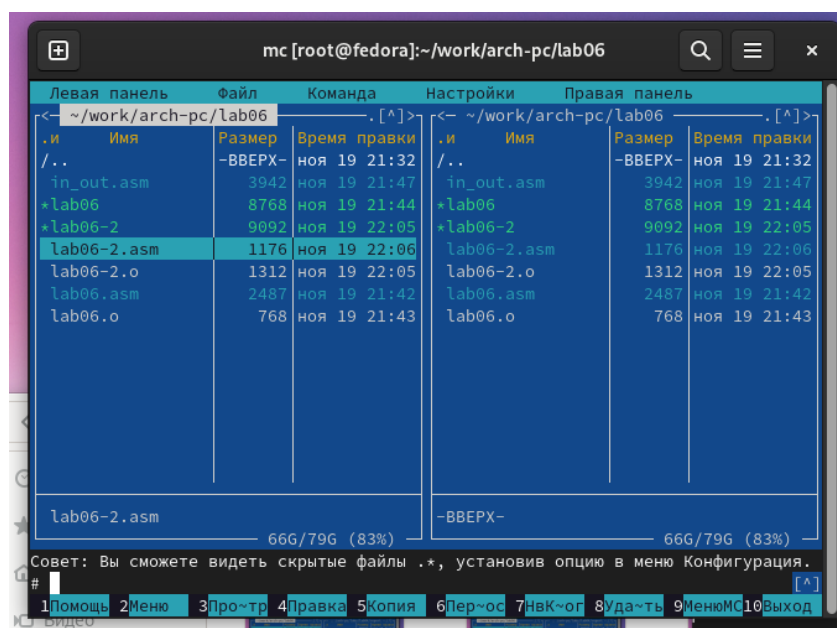 mc [root@fedora]:~/work/arch-pc/lab06
Левая панель Файл Команда Настройки Правая панель
<— ~/work/arch-pc/lab06 .[^]> <— ~/work/arch-pc/lab06 .[^]>
.и Имя Размер Время правки .и Имя Размер Время правки
/.. -ВВЕРХ- ноя 19 21:32 /.. -ВВЕРХ- ноя 19 21:32
in_out.asm 3942 ноя 19 21:47 in_out.asm 3942 ноя 19 21:47
*lab06 8768 ноя 19 21:44 *lab06 8768 ноя 19 21:44
*lab06-2 9092 ноя 19 22:05 *lab06-2 9092 ноя 19 22:05
lab06-2.asm 1176 ноя 19 22:06 lab06-2.asm 1176 ноя 19 22:06
lab06-2.o 1312 ноя 19 22:05 lab06-2.o 1312 ноя 19 22:05
lab06.asm 2487 ноя 19 21:42 lab06.asm 2487 ноя 19 21:42
lab06.o 768 ноя 19 21:43 lab06.o 768 ноя 19 21:43
lab06-2.asm -ВВЕРХ-
66G/79G (83%) 66G/79G (83%)
Совет: Вы сможете видеть скрытые файлы .*, установив опцию в меню Конфигурация.
# [^]
1Помощь 2Меню 3Про~тр 4Правка 5Копия 6Пер~ос 7НвК~ог 8Уда~ть 9МенюMC 10Выход
Видео